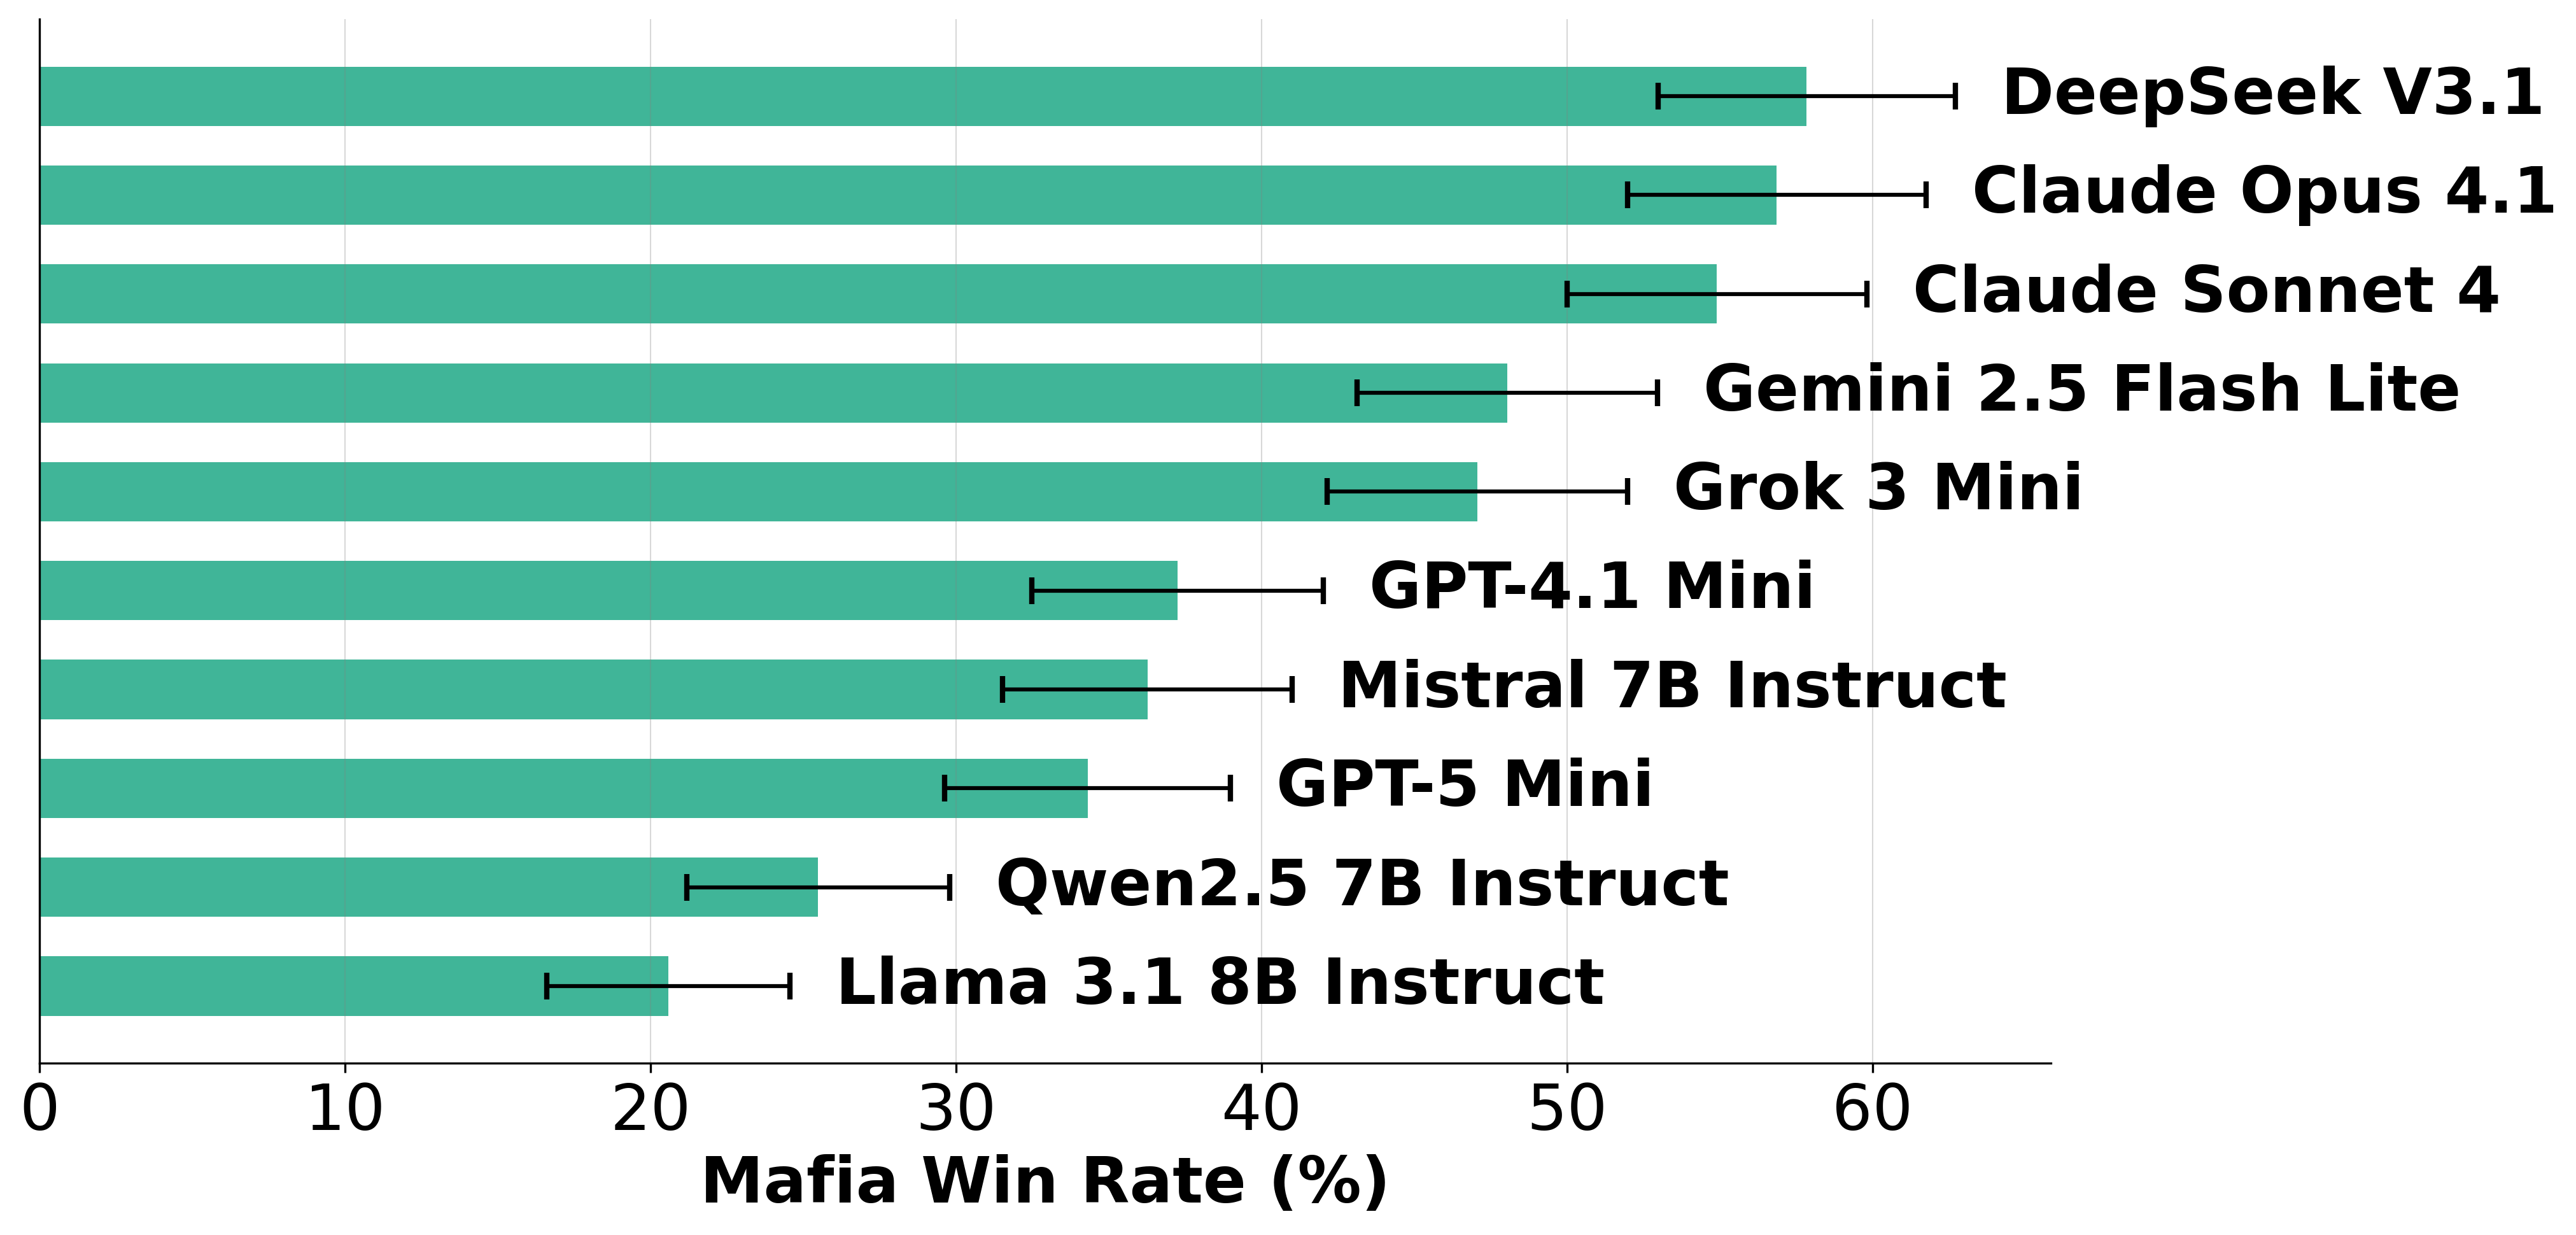 DeepSeek V3.1
Claude Opus 4.1
Claude Sonnet 4
Gemini 2.5 Flash Lite
Grok 3 Mini
GPT-4.1 Mini
Mistral 7B Instruct
GPT-5 Mini
Qwen2.5 7B Instruct
Llama 3.1 8B Instruct
0 10 20 30 40 50 60
Mafia Win Rate (%)